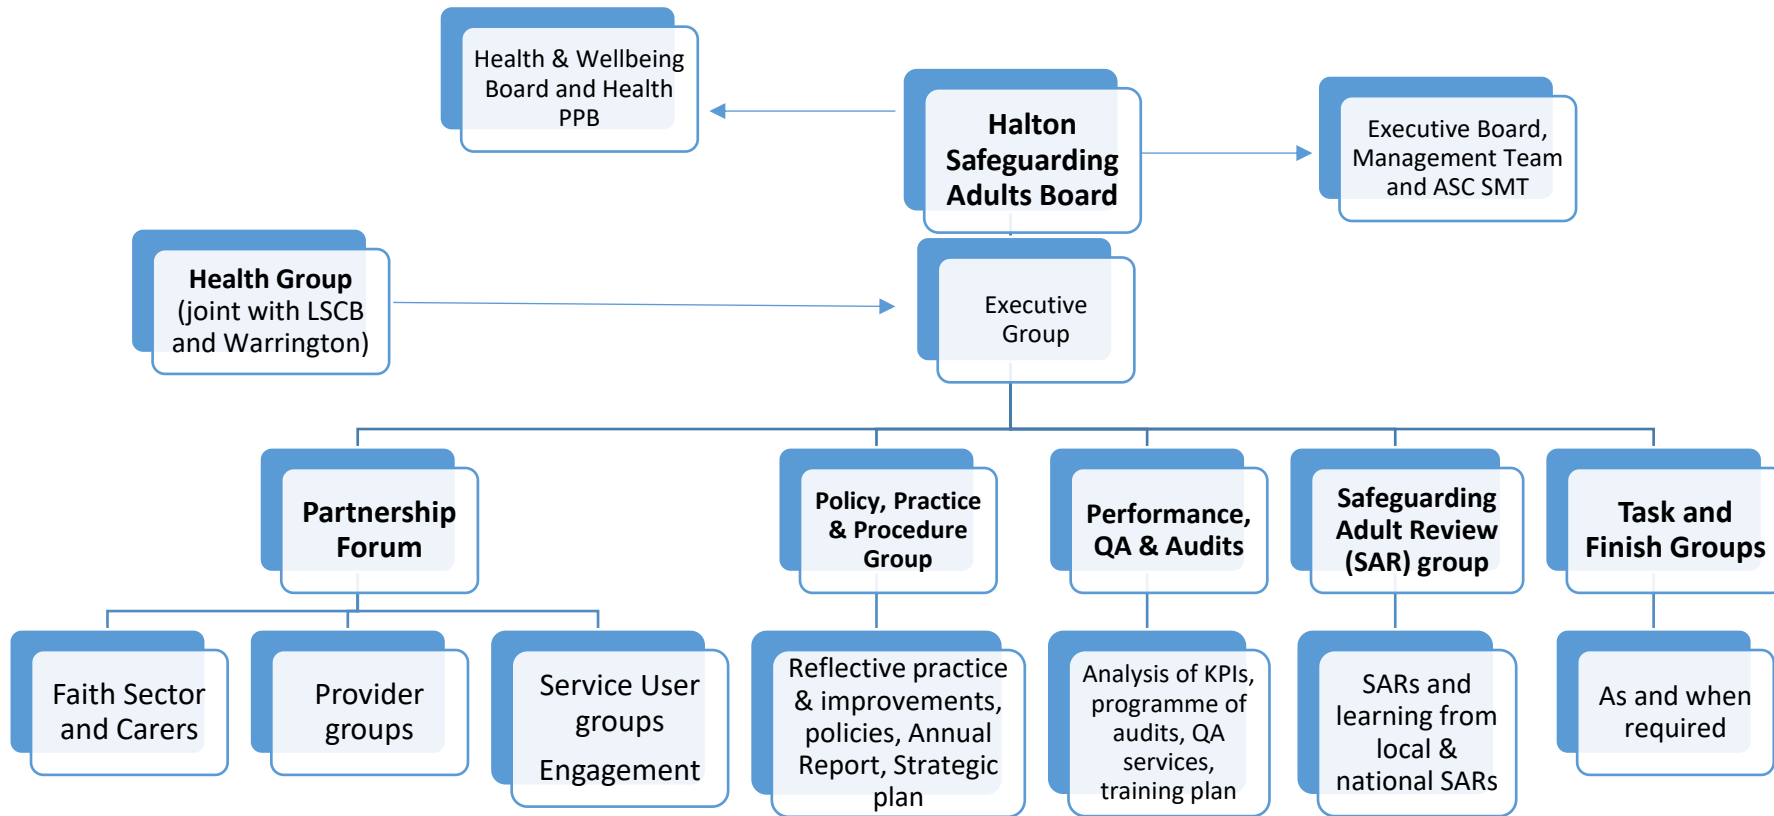 Health & Wellbeing
Board and Health
PPB
Halton
Safeguarding
Adults Board
Executive Board,
Management Team
and ASC SMT
Health Group
(joint with LSCB
and Warrington)
Executive
Group
Partnership
Forum
Policy, Practice
& Procedure
Group
Performance,
QA & Audits
Safeguarding
Adult Review
(SAR) group
Task and
Finish Groups
Faith Sector
and Carers
Provider
groups
Service User
groups
Engagement
Reflective practice
& improvements,
policies, Annual
Report, Strategic
plan
Analysis of KPIs,
programme of
audits, QA
services,
training plan
SARs and
learning from
local &
national SARs
As and when
required